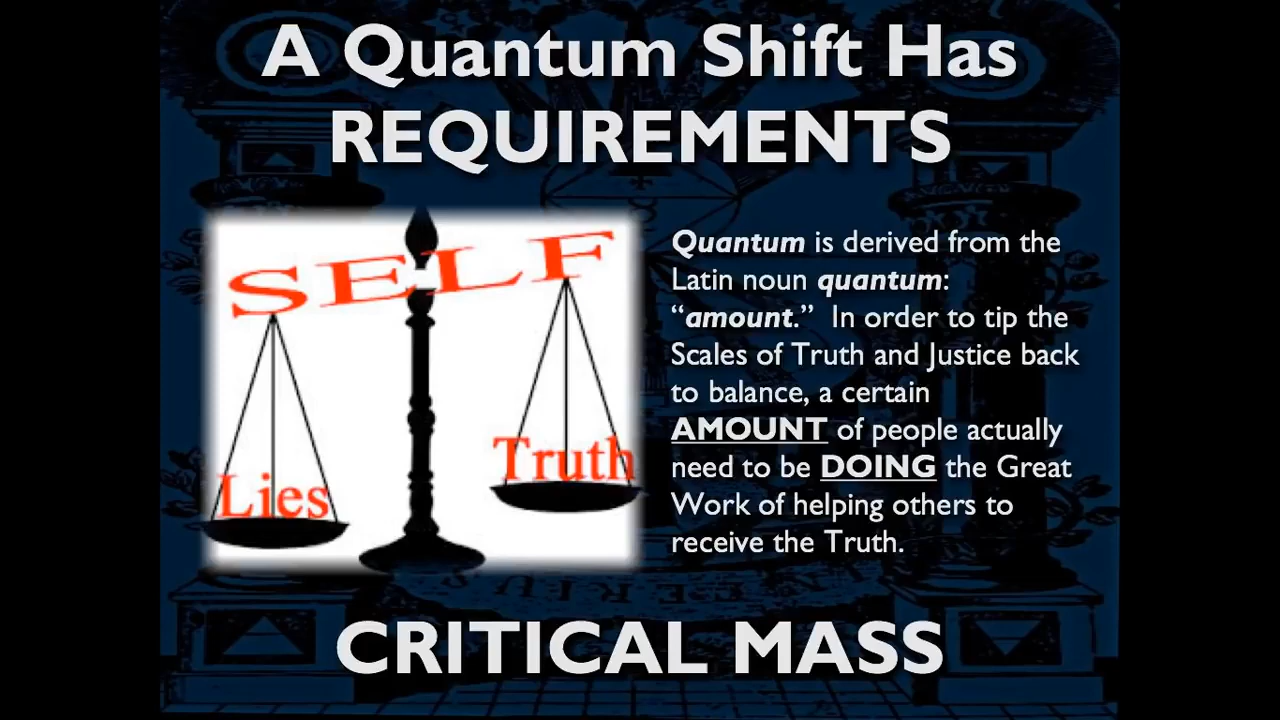 A Quantum Shift Has
REQUIREMENTS
SELF
Lies
Truth
Quantum is derived from the
Latin noun quantum:
“amount.” In order to tip the
Scales of Truth and Justice back
to balance, a certain
AMOUNT of people actually
need to be DOING the Great
Work of helping others to
receive the Truth.
CRITICAL MASS